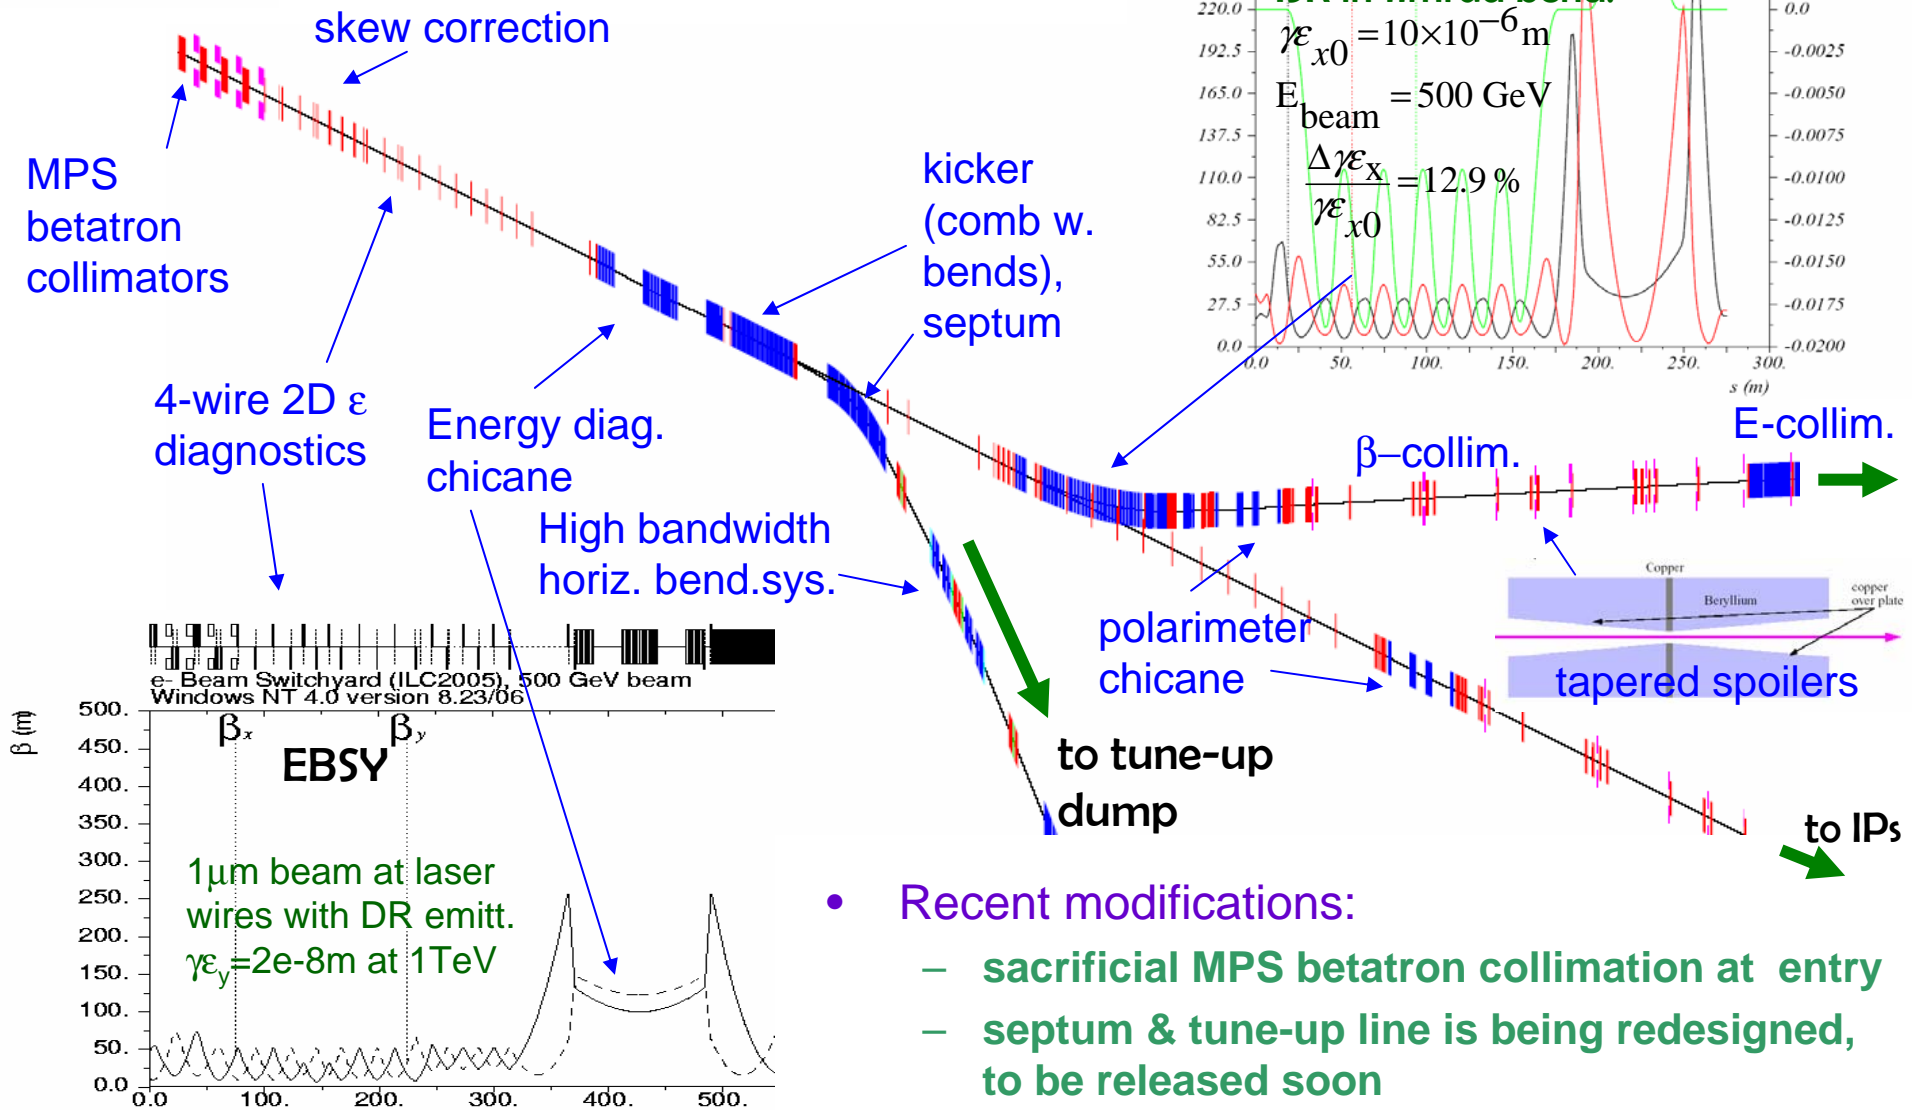 skew correction
MPS
betatron
collimators
4-wire 2D ε
diagnostics
Energy diag.
chicane
kicker
(comb w.
bends),
septum
High bandwidth
horiz. bend.sys.
γε_x0 = 10×10⁻⁶ m
E_beam = 500 GeV
Δγε_x / γε_x0 = 12.9 %
220.0
192.5
165.0
137.5
110.0
82.5
55.0
27.5
0.0
0.0
-0.0025
-0.0050
-0.0075
-0.0100
-0.0125
-0.0150
-0.0175
-0.0200
0.0 50. 100. 150. 200. 250. 300.
s (m)
β–collim.
E-collim.
polarimeter
chicane
Copper
Beryllium
copper
over plate
tapered spoilers
to tune-up
dump
to IPs
e- Beam Switchyard (ILC2005), 500 GeV beam
Windows NT 4.0 version 8.23/06
β (m)
500.
450.
400.
350.
300.
250.
200.
150.
100.
50.
0.0
βx βy
EBSY
1μm beam at laser
wires with DR emitt.
γε_y=2e-8m at 1TeV
0.0 100. 200. 300. 400. 500.
• Recent modifications:
– sacrificial MPS betatron collimation at entry
– septum & tune-up line is being redesigned,
to be released soon